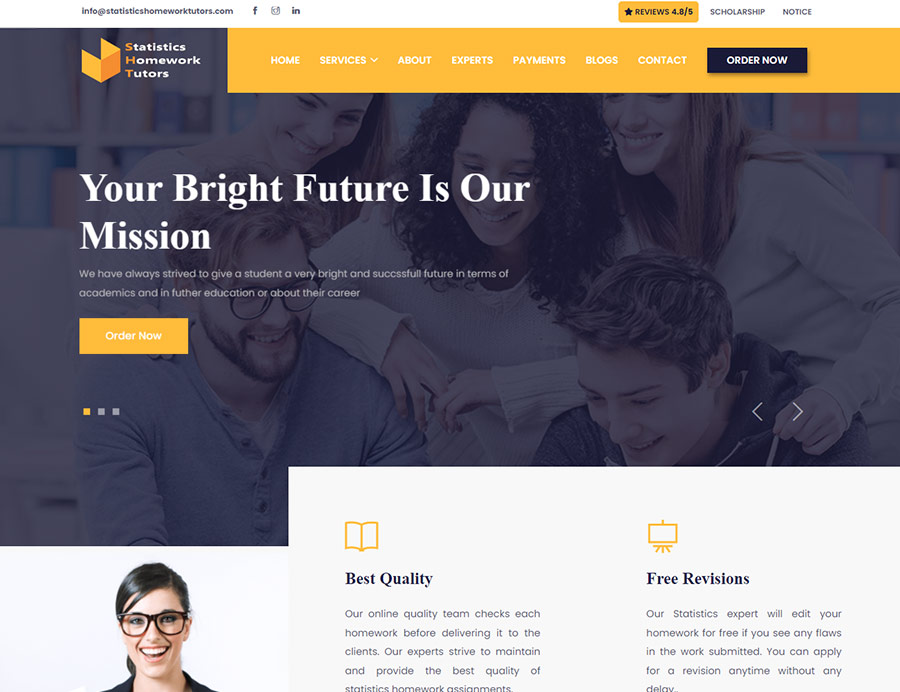 info@statisticshomeworktutors.com
REVIEWS 4.8/5
SCHOLARSHIP
NOTICE
Statistics
Homework
Tutors
HOME
SERVICES
ABOUT
EXPERTS
PAYMENTS
BLOGS
CONTACT
ORDER NOW
Your Bright Future Is Our
Mission
We have always strived to give a student a very bright and succssfull future in terms of
academics and in futher education or about their career
Order Now
Best Quality
Our online quality team checks each
homework before delivering it to the
clients. Our experts strive to maintain
and provide the best quality of
statistics homework assignments.
Free Revisions
Our Statistics expert will edit your
homework for free if you see any flaws
in the work submitted. You can apply
for a revision anytime without any
delay..